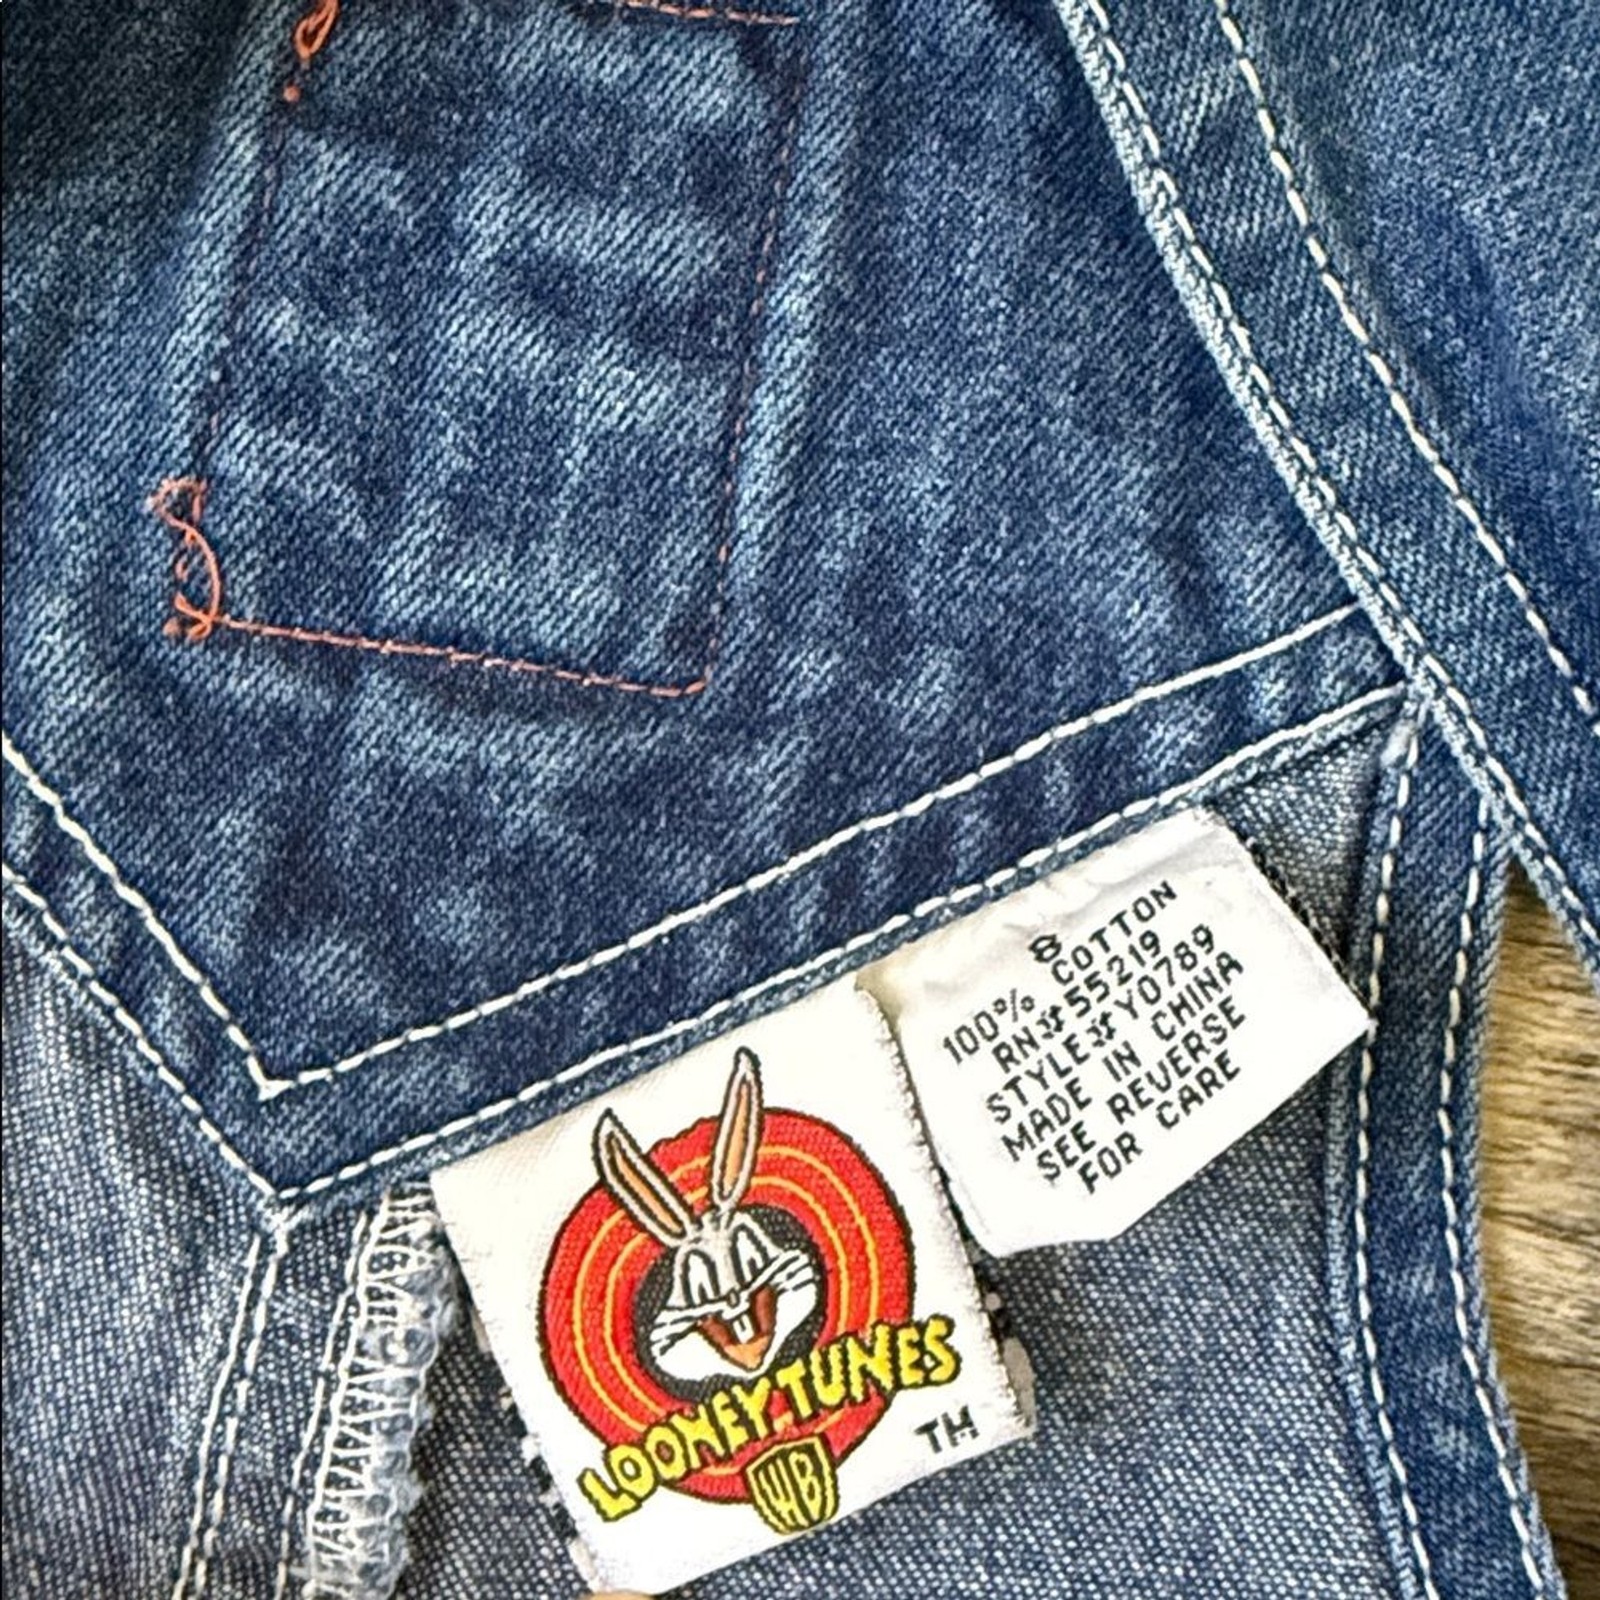 8
100% COTTON
RN#55219
STYLE#Y0789
MADE IN CHINA
SEE REVERSE
FOR CARE
LOONEY TUNES
TM
WB